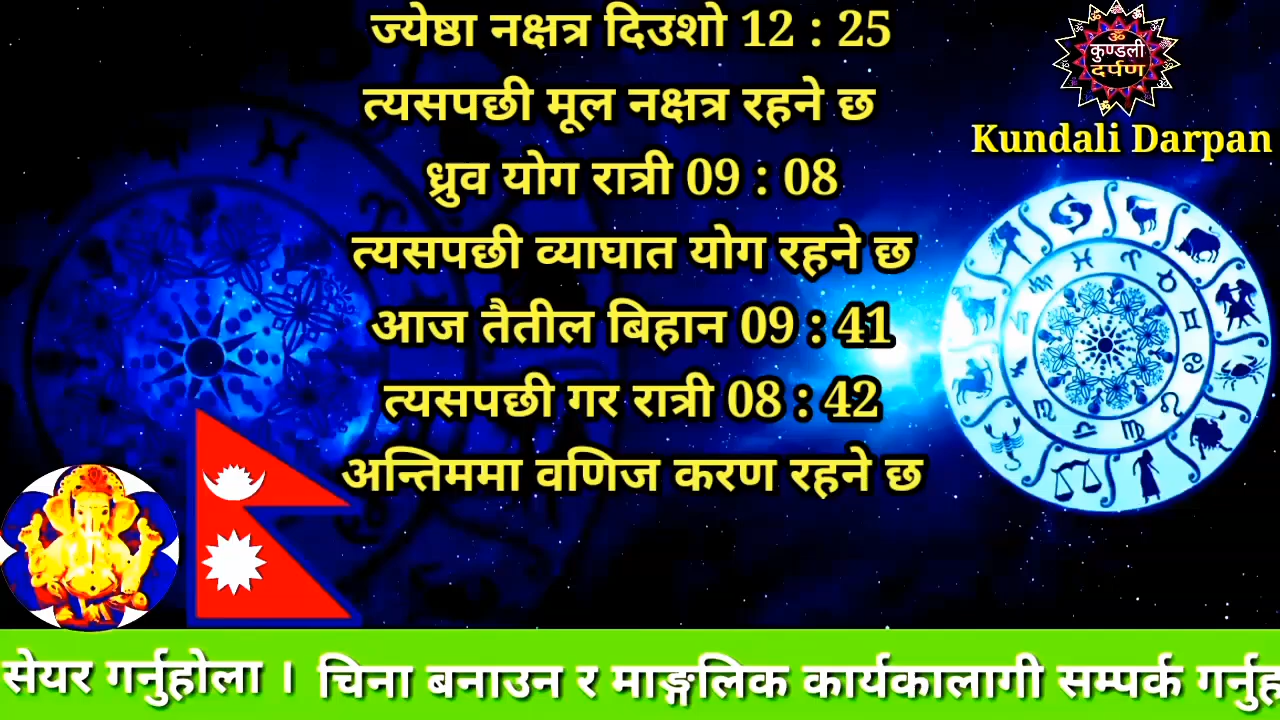 ज्येष्ठा नक्षत्र दिउशो 12 : 25
त्यसपछी मूल नक्षत्र रहने छ
ध्रुव योग रात्री 09 : 08
त्यसपछी व्याघात योग रहने छ
आज तैतील बिहान 09 : 41
त्यसपछी गर रात्री 08 : 42
अन्तिममा वणिज करण रहने छ
ॐ
कुण्डली
दर्पण
Kundali Darpan
सेयर गर्नुहोला । चिना बनाउन र माङ्गलिक कार्यकालागी सम्पर्क